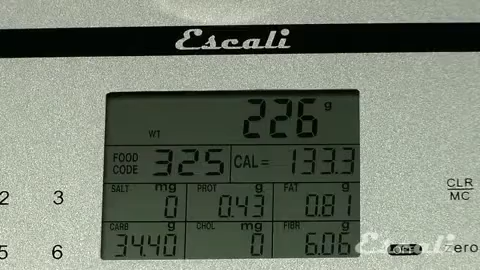 Escali
WT 226 g
FOOD CODE 325 CAL= 133.3
SALT mg PROT g FAT g
0 0.43 0.81
CARB g CHOL mg FIBR g
34.40 0 6.06
2 3
5 6
CLR/MC
zero
Escali